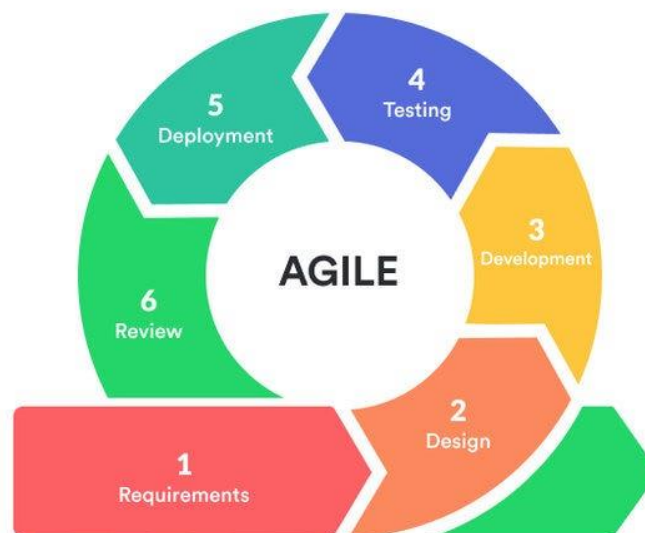 1
Requirements
2
Design
3
Development
4
Testing
5
Deployment
6
Review
AGILE